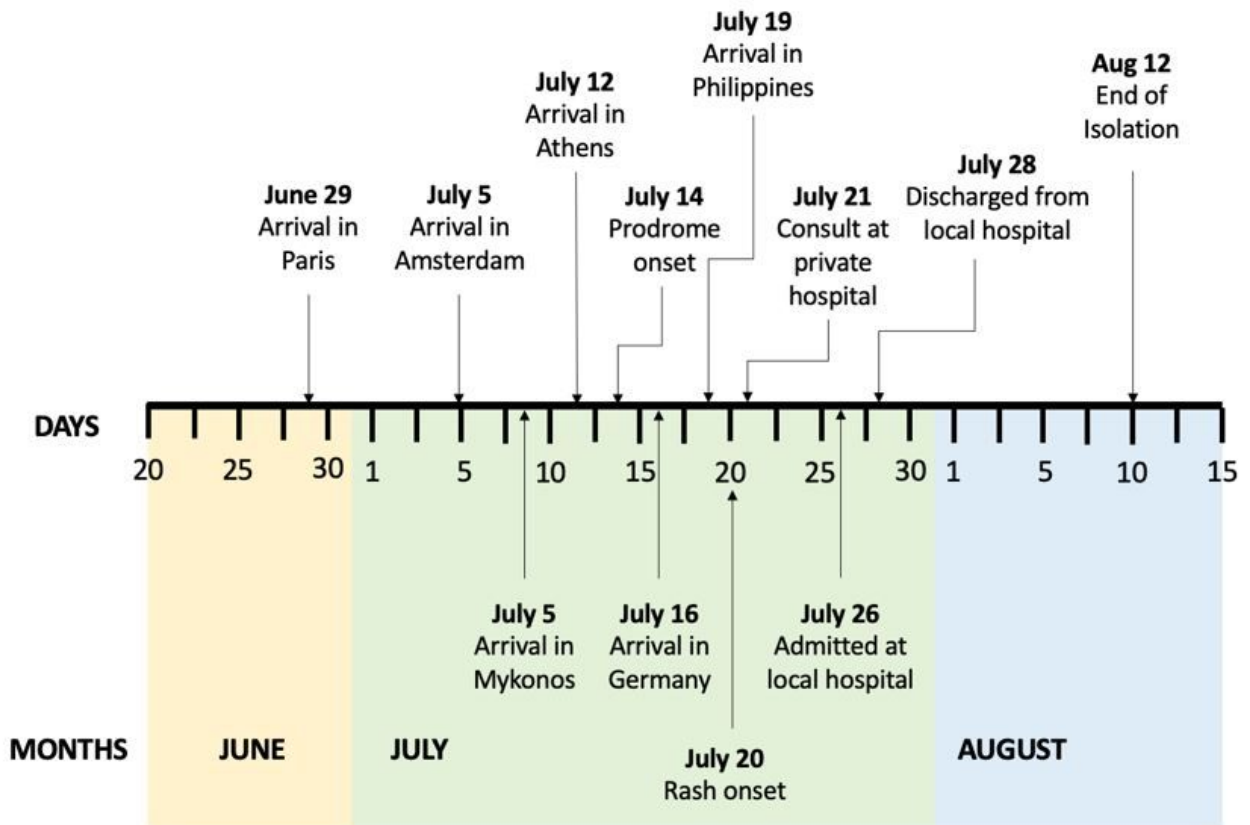 July 19
Arrival in
Philippines
Aug 12
End of
Isolation
July 12
Arrival in
Athens
July 28
Discharged from
local hospital
June 29
Arrival in
Paris
July 5
Arrival in
Amsterdam
July 14
Prodrome
onset
July 21
Consult at
private
hospital
DAYS
20 25 30 1 5 10 15 20 25 30 1 5 10 15
July 5
Arrival in
Mykonos
July 16
Arrival in
Germany
July 26
Admitted at
local hospital
MONTHS JUNE JULY AUGUST
July 20
Rash onset